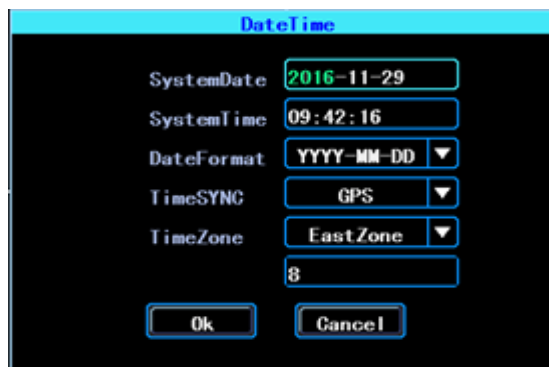 DateTime
SystemDate 2016-11-29
SystemTime 09:42:16
DateFormat YYYY-MM-DD
TimeSYNC GPS
TimeZone EastZone
8
Ok Cancel